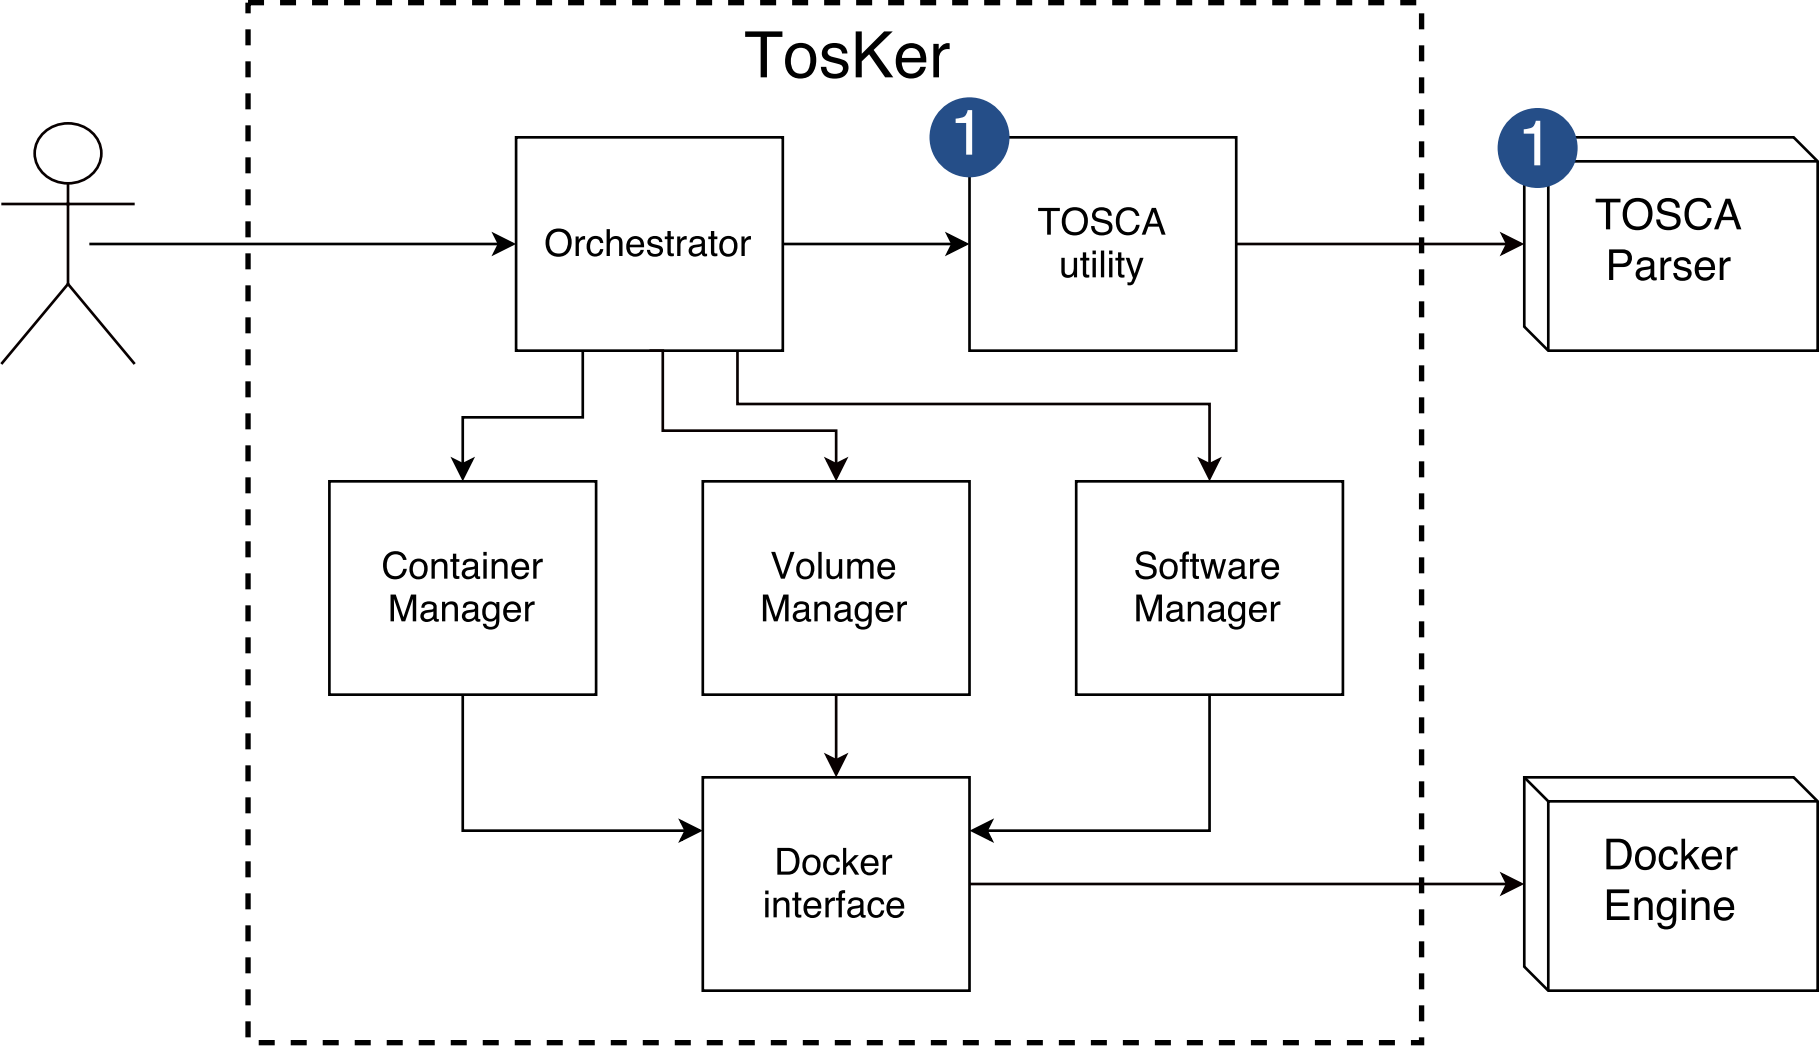 TosKer
1
1
Orchestrator
TOSCA
utility
TOSCA
Parser
Container
Manager
Volume
Manager
Software
Manager
Docker
interface
Docker
Engine